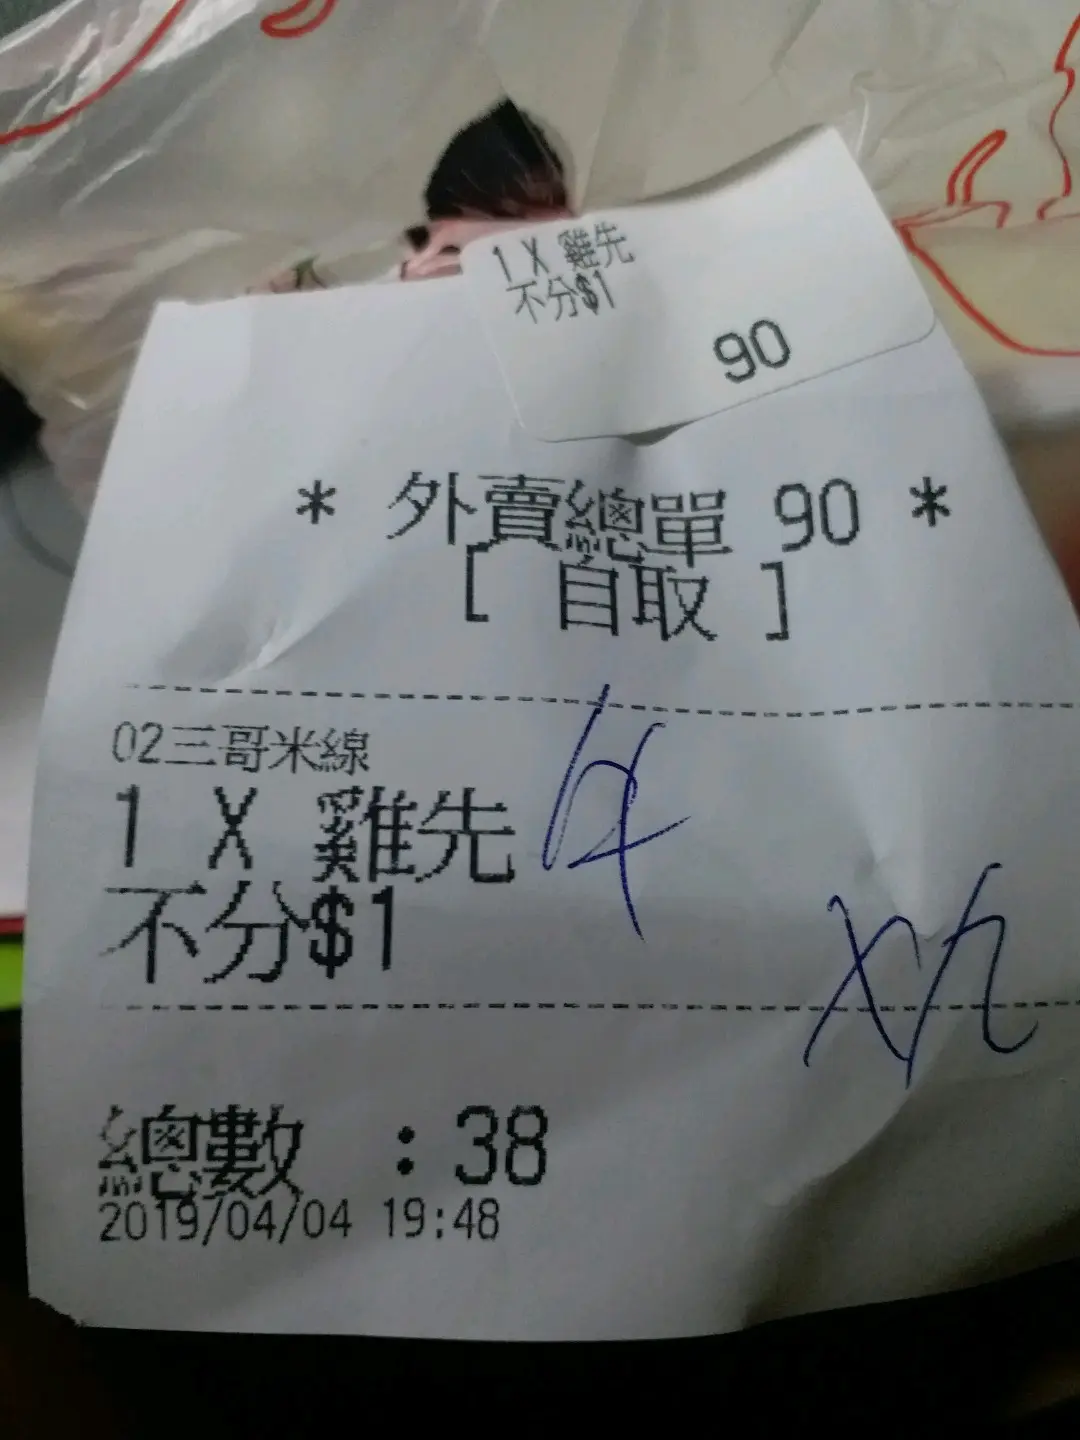 1 X 雞先
不分$1
90
* 外賣總單 90 *
[ 自取 ]
02三哥米線
1 X 雞先
不分$1
總數 : 38
2019/04/04 19:48